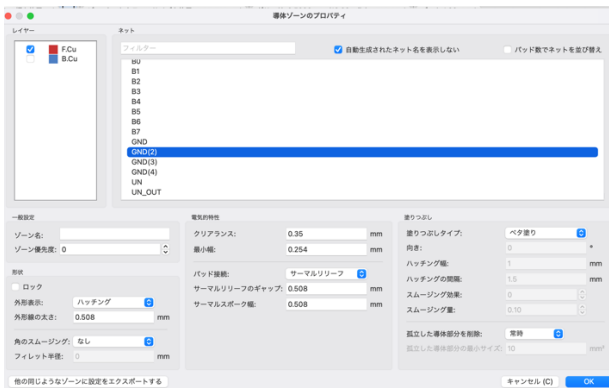 導体ゾーンのプロパティ
レイヤー
F.Cu
B.Cu
ネット
フィルター
自動生成されたネット名を表示しない
パッド数でネットを並び替え
B0
B1
B2
B3
B4
B5
B6
B7
GND
GND(2)
GND(3)
GND(4)
UN
UN_OUT
一般設定
ゾーン名:
ゾーン優先度: 0
形状
ロック
外形表示: ハッチング
外形線の太さ: 0.508 mm
角のスムージング: なし
フィレット半径: 0 mm
電気的特性
クリアランス: 0.35 mm
最小幅: 0.254 mm
パッド接続: サーマルリリーフ
サーマルリリーフのギャップ: 0.508 mm
サーマルスポーク幅: 0.508 mm
塗りつぶし
塗りつぶしタイプ: ベタ塗り
向き: 0 °
ハッチング幅: 1 mm
ハッチングの間隔: 1.5 mm
スムージング効果: 0
スムージング量: 0.10
孤立した導体部分を削除: 常時
孤立した導体部分の最小サイズ: 10 mm²
他の同じようなゾーンに設定をエクスポートする
キャンセル (C)
OK